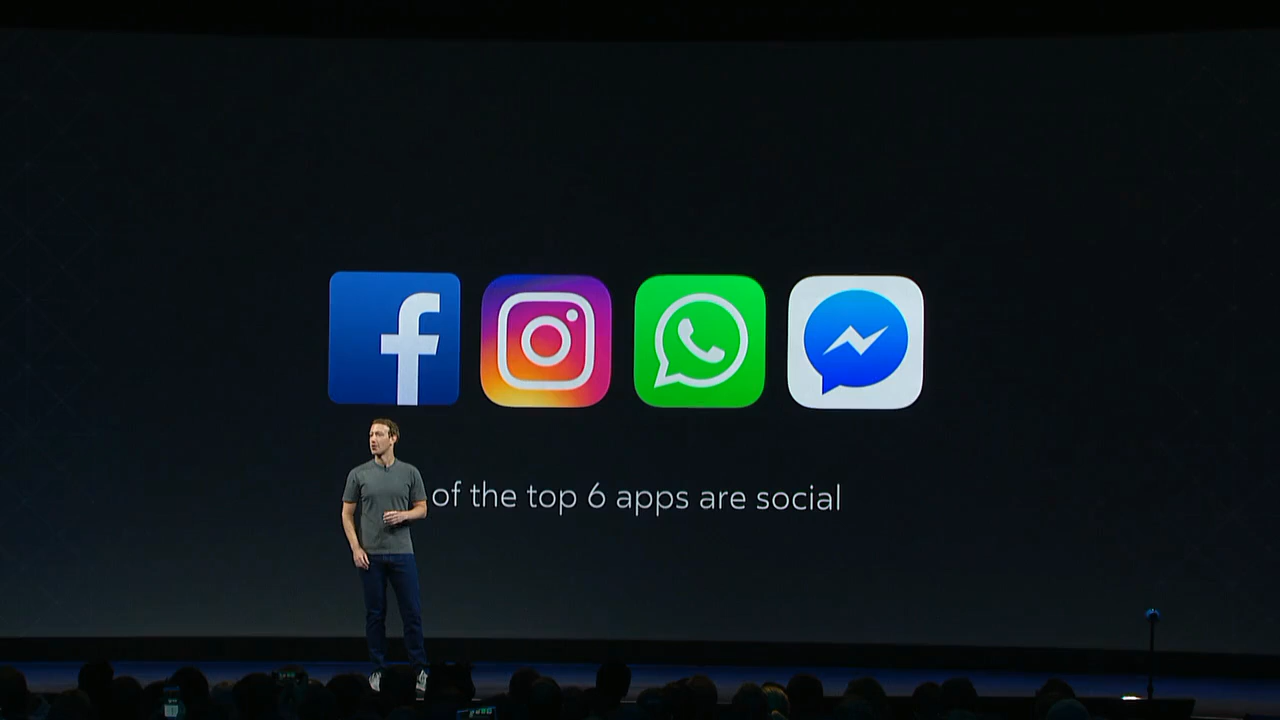 of the top 6 apps are social